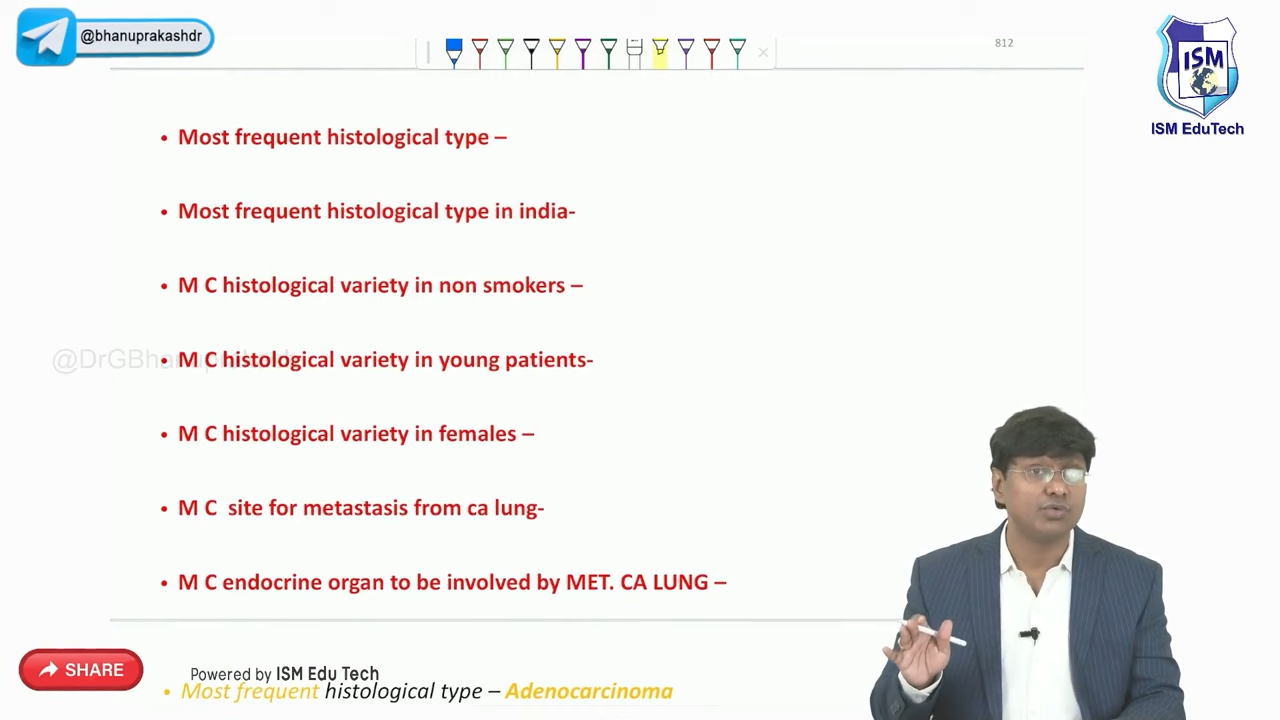 @bhanuprakashdr
812
ISM
ISM EduTech
• Most frequent histological type –
• Most frequent histological type in india-
• M C histological variety in non smokers –
@DrGBhanuprakash
• M C histological variety in young patients-
• M C histological variety in females –
• M C  site for metastasis from ca lung-
• M C endocrine organ to be involved by MET. CA LUNG –
SHARE
Powered by ISM Edu Tech
• Most frequent histological type – Adenocarcinoma